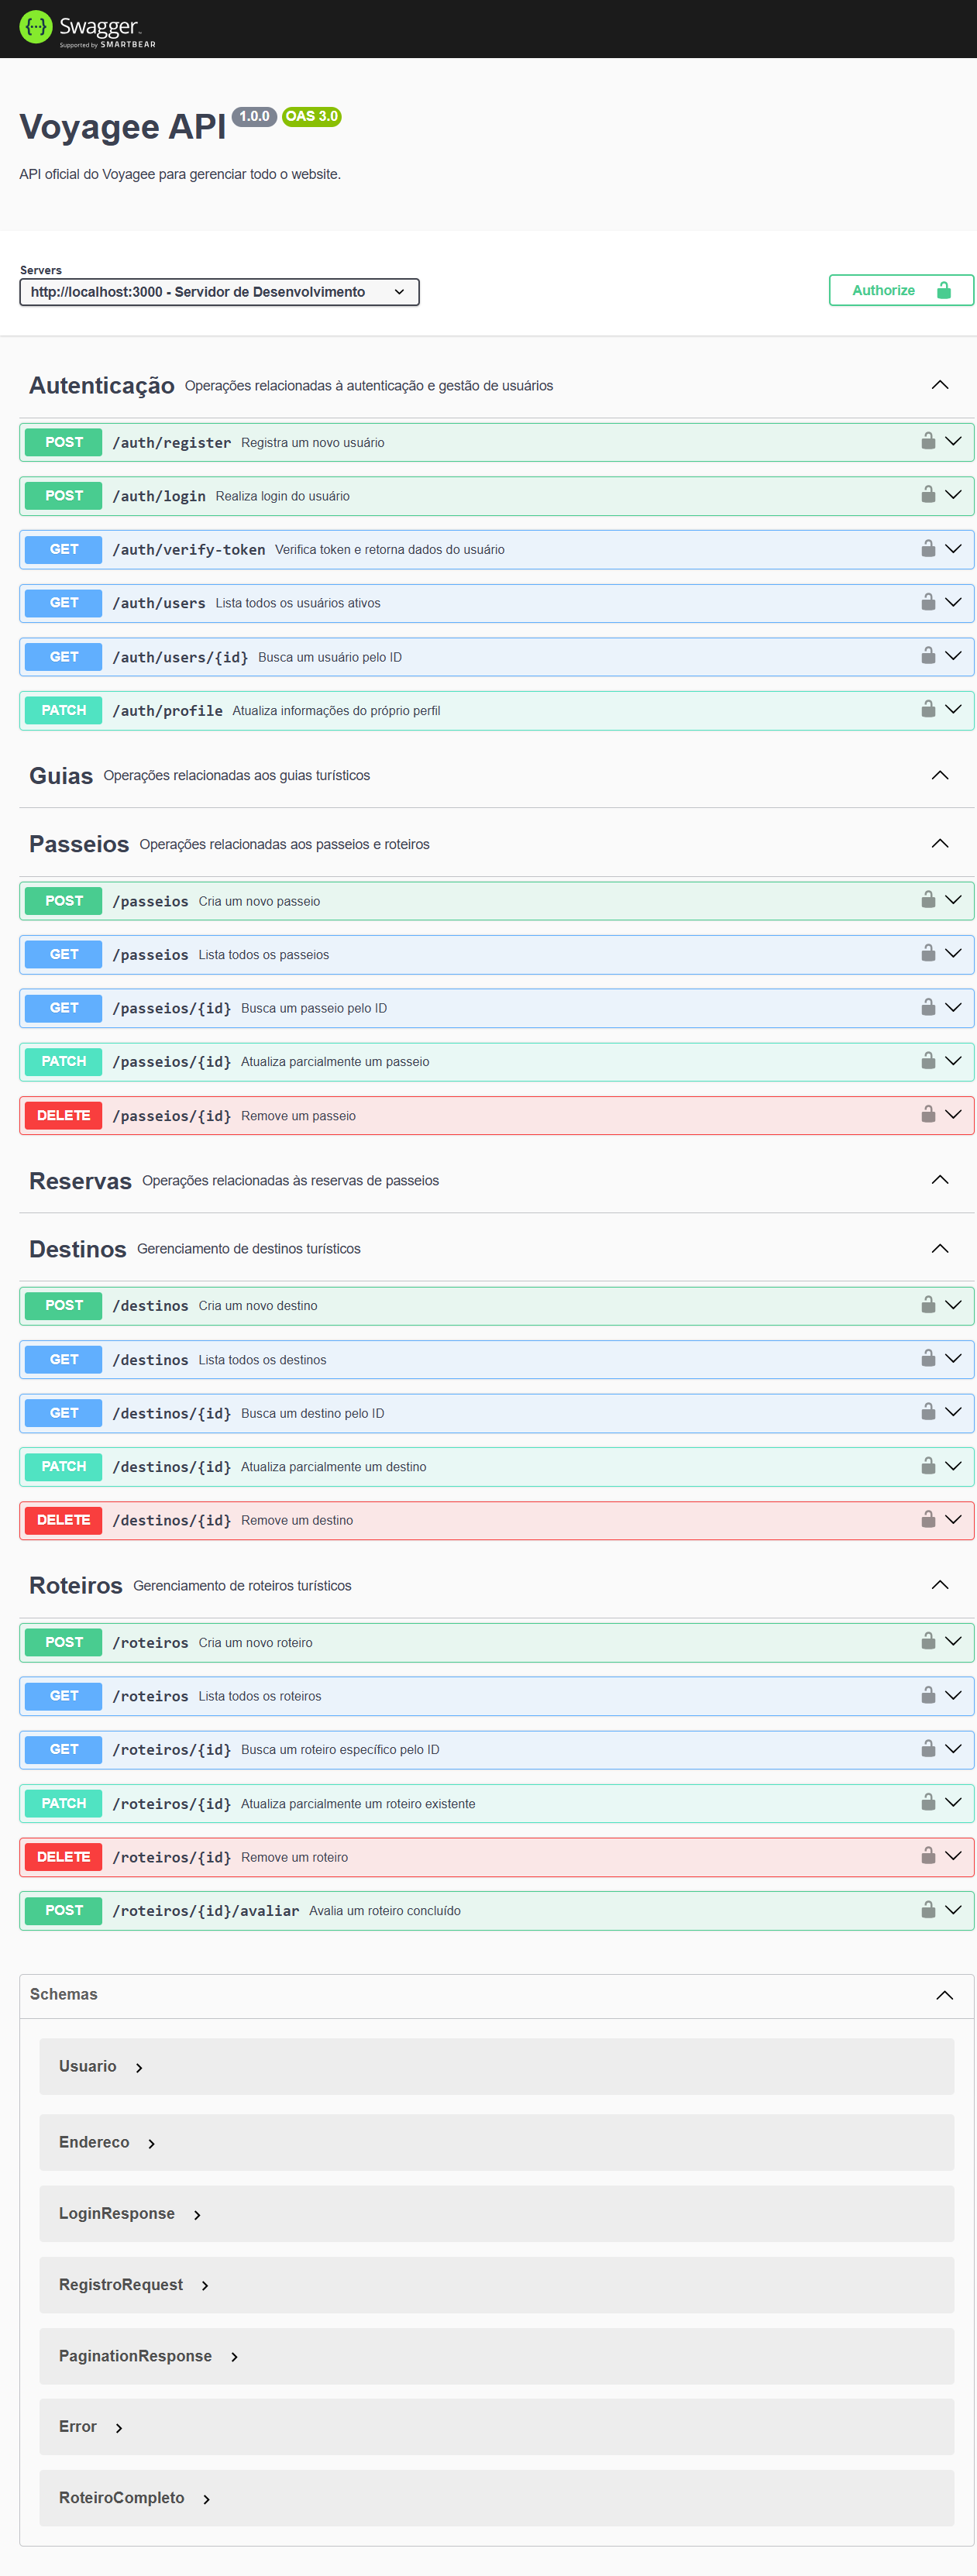 {···} Swagger.
Supported by SMARTBEAR
Voyagee API 1.0.0 OAS 3.0
API oficial do Voyagee para gerenciar todo o website.
Servers
http://localhost:3000 - Servidor de Desenvolvimento
Authorize
Autenticação Operações relacionadas à autenticação e gestão de usuários
POST /auth/register Registra um novo usuário
POST /auth/login Realiza login do usuário
GET /auth/verify-token Verifica token e retorna dados do usuário
GET /auth/users Lista todos os usuários ativos
GET /auth/users/{id} Busca um usuário pelo ID
PATCH /auth/profile Atualiza informações do próprio perfil
Guias Operações relacionadas aos guias turísticos
Passeios Operações relacionadas aos passeios e roteiros
POST /passeios Cria um novo passeio
GET /passeios Lista todos os passeios
GET /passeios/{id} Busca um passeio pelo ID
PATCH /passeios/{id} Atualiza parcialmente um passeio
DELETE /passeios/{id} Remove um passeio
Reservas Operações relacionadas às reservas de passeios
Destinos Gerenciamento de destinos turísticos
POST /destinos Cria um novo destino
GET /destinos Lista todos os destinos
GET /destinos/{id} Busca um destino pelo ID
PATCH /destinos/{id} Atualiza parcialmente um destino
DELETE /destinos/{id} Remove um destino
Roteiros Gerenciamento de roteiros turísticos
POST /roteiros Cria um novo roteiro
GET /roteiros Lista todos os roteiros
GET /roteiros/{id} Busca um roteiro específico pelo ID
PATCH /roteiros/{id} Atualiza parcialmente um roteiro existente
DELETE /roteiros/{id} Remove um roteiro
POST /roteiros/{id}/avaliar Avalia um roteiro concluído
Schemas
Usuario
Endereco
LoginResponse
RegistroRequest
PaginationResponse
Error
RoteiroCompleto